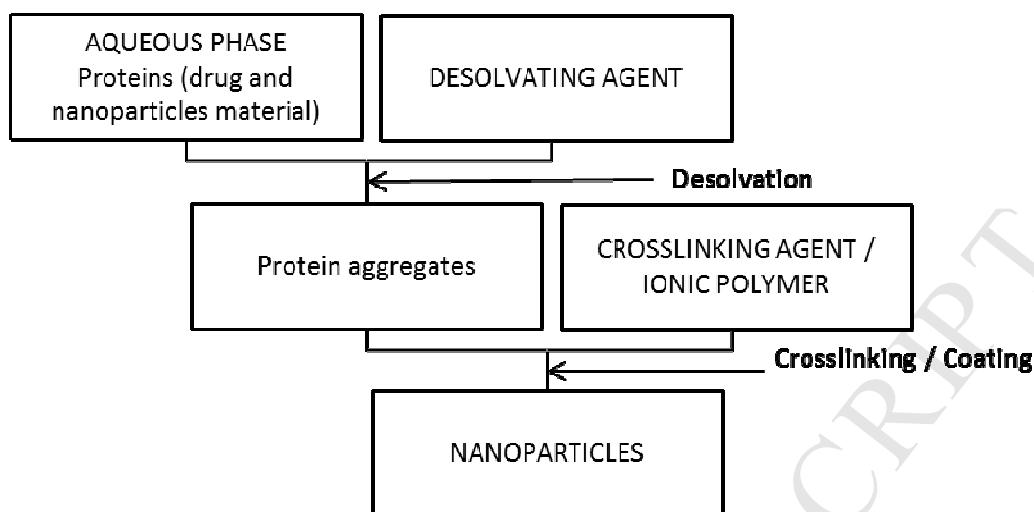 AQUEOUS PHASE
Proteins (drug and
nanoparticles material)
DESOLVATING AGENT
Desolvation
Protein aggregates
CROSSLINKING AGENT /
IONIC POLYMER
Crosslinking / Coating
NANOPARTICLES
CRIPT